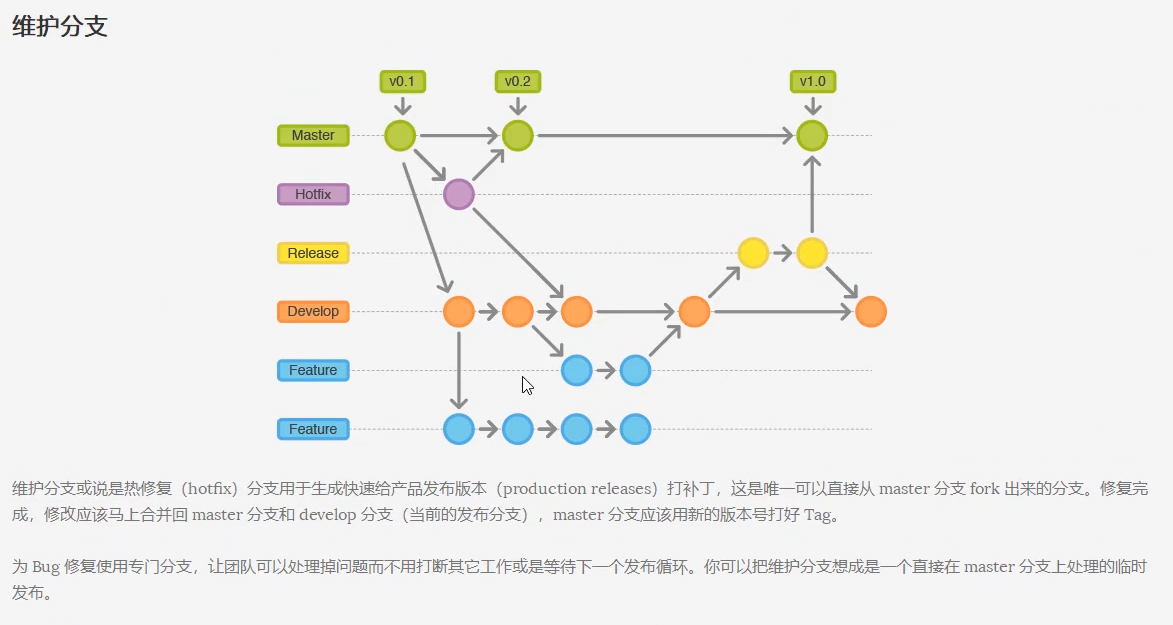 维护分支
v0.1
v0.2
v1.0
Master
Hotfix
Release
Develop
Feature
Feature
维护分支或说是热修复（hotfix）分支用于生成快速给产品发布版本（production releases）打补丁，这是唯一可以直接从 master 分支 fork 出来的分支。修复完
成，修改应该马上合并回 master 分支和 develop 分支（当前的发布分支），master 分支应该用新的版本号打好 Tag。
为 Bug 修复使用专门分支，让团队可以处理掉问题而不用打断其它工作或是等待下一个发布循环。你可以把维护分支想成是一个直接在 master 分支上处理的临时
发布。